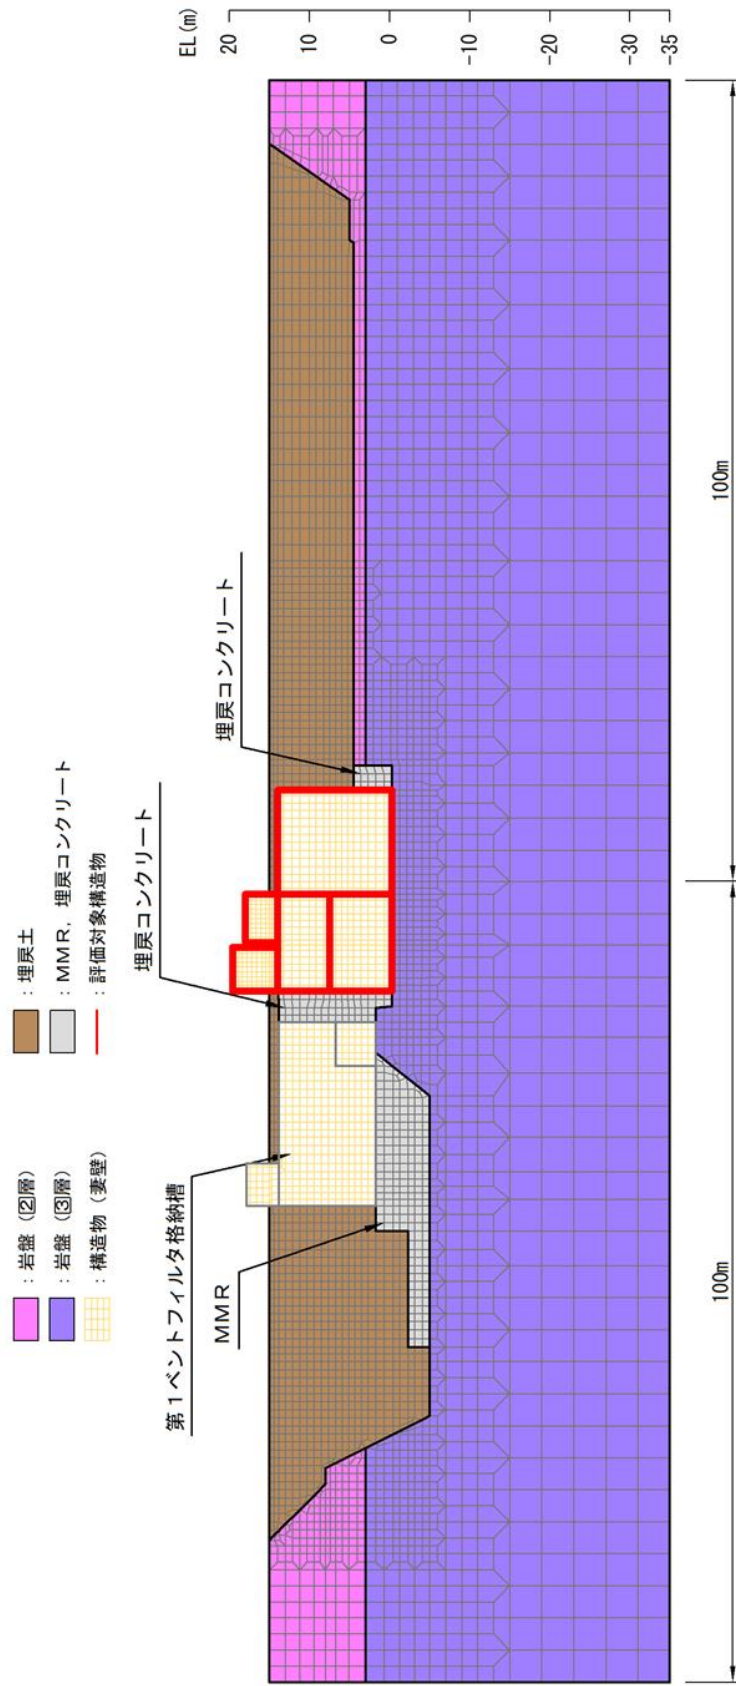 ：岩盤（②層）
：岩盤（③層）
：構造物（妻壁）
：埋戻土
：ＭＭＲ，埋戻コンクリート
：評価対象構造物
第１ベントフィルタ格納槽
MMR
埋戻コンクリート
埋戻コンクリート
EL(m)
20
10
0
-10
-20
-30
-35
100m
100m